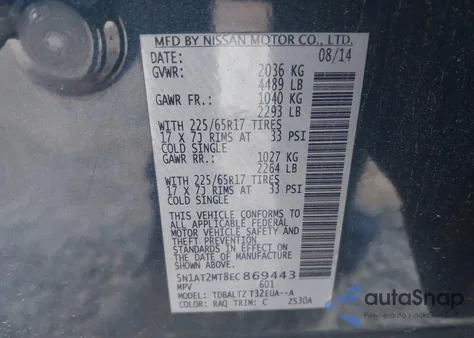 MFD BY NISSAN MOTOR CO., LTD.
DATE: 08/14
GVWR: 2036 KG
4489 LB
GAWR FR.: 1040 KG
2293 LB
WITH 225/65R17 TIRES
17 X 7J RIMS AT 33 PSI
COLD SINGLE
GAWR RR.: 1027 KG
2264 LB
WITH 225/65R17 TIRES
17 X 7J RIMS AT 33 PSI
COLD SINGLE
THIS VEHICLE CONFORMS TO
ALL APPLICABLE FEDERAL
MOTOR VEHICLE SAFETY AND
THEFT PREVENTION STANDARDS
IN EFFECT ON THE DATE OF
MANUFACTURE SHOWN ABOVE.
5N1AT2MT8EC869443
MPV 601
MODEL: TDBALTZ T32EUA--A
COLOR: RAQ TRIM: C ZS30A
autoSnap